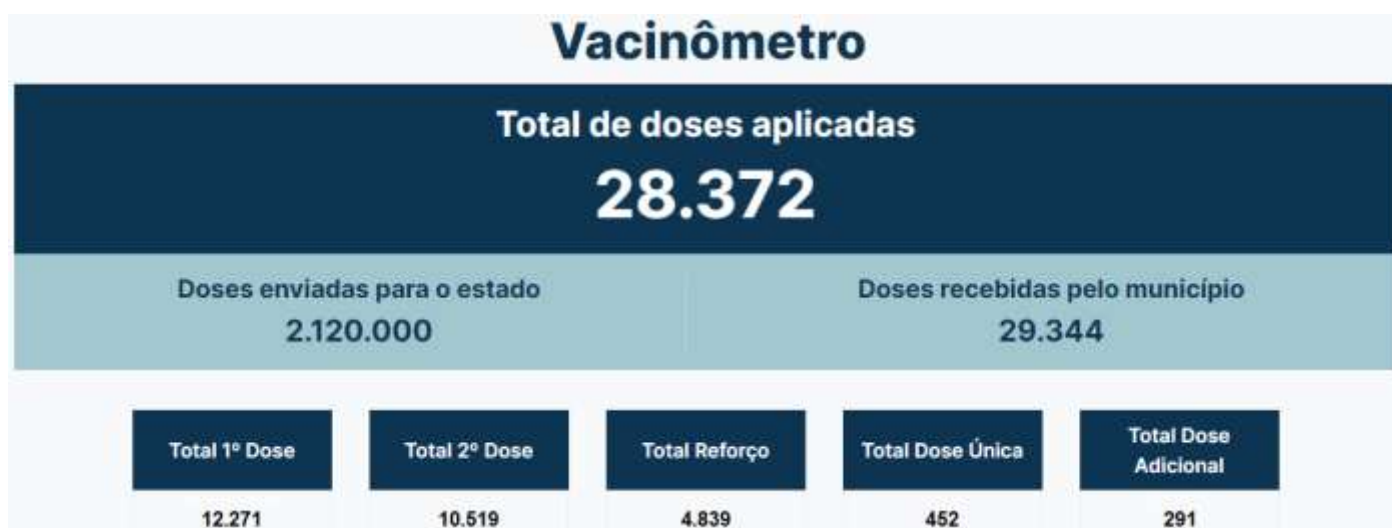 Vacinômetro
Total de doses aplicadas
28.372
Doses enviadas para o estado
2.120.000
Doses recebidas pelo município
29.344
Total 1º Dose
12.271
Total 2º Dose
10.519
Total Reforço
4.839
Total Dose Única
452
Total Dose
Adicional
291